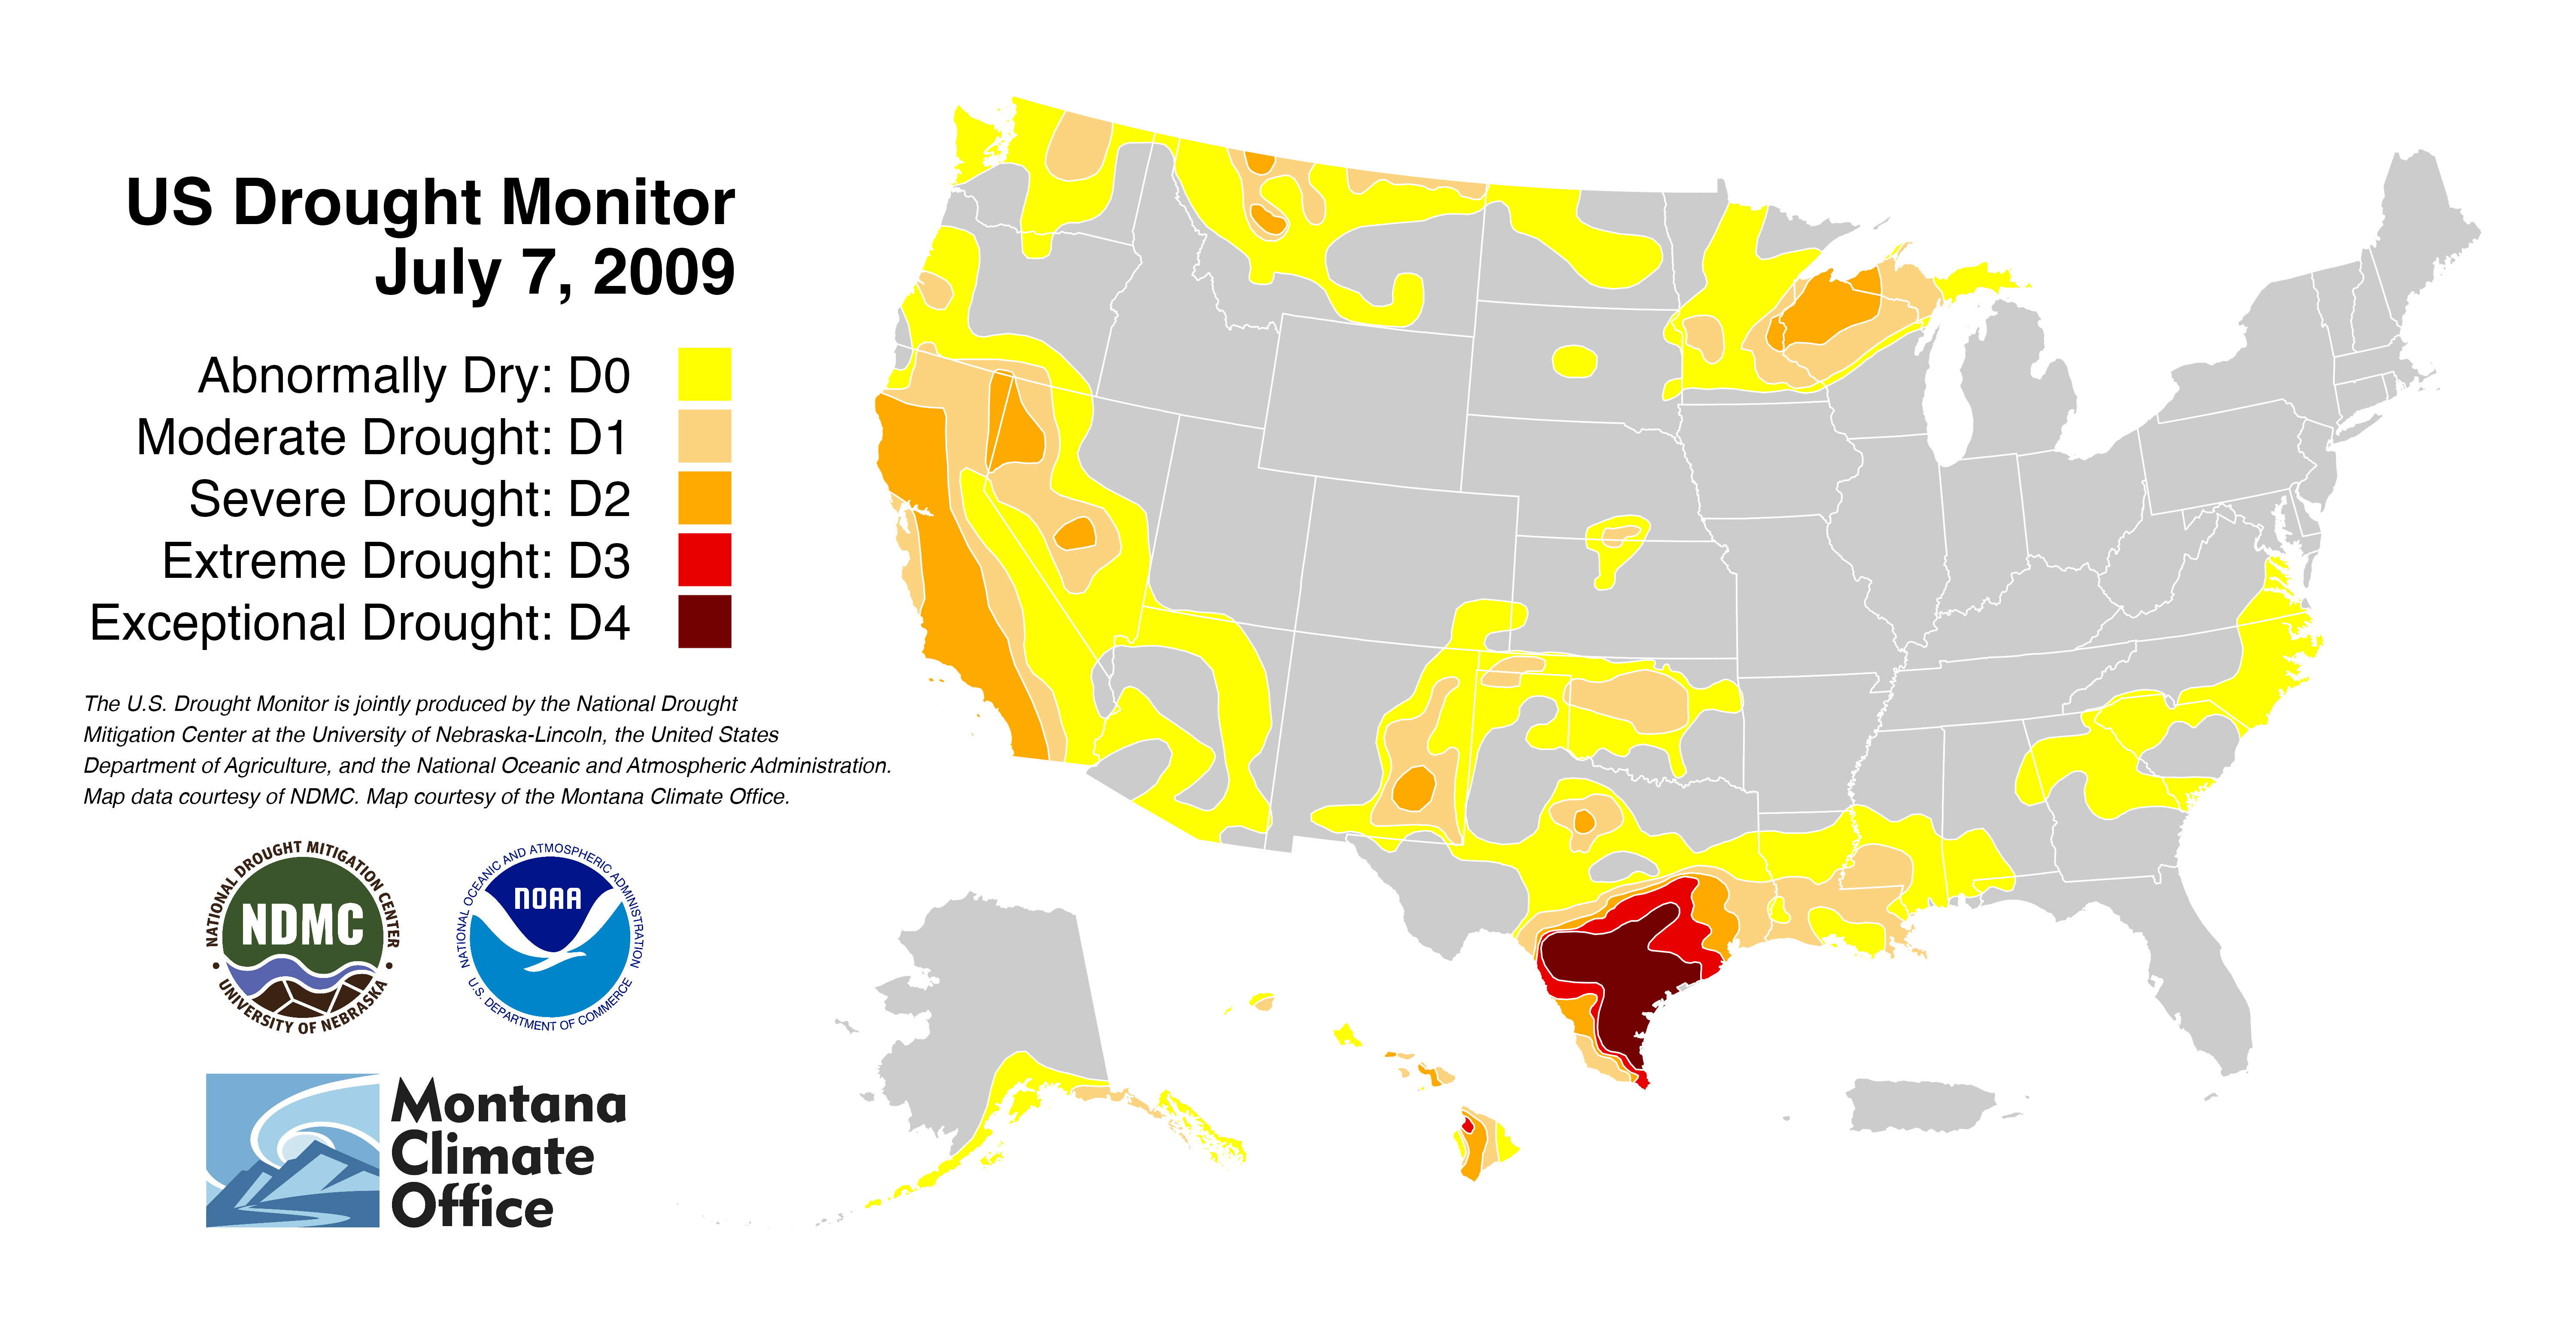 US Drought Monitor
July 7, 2009
Abnormally Dry: D0
Moderate Drought: D1
Severe Drought: D2
Extreme Drought: D3
Exceptional Drought: D4
The U.S. Drought Monitor is jointly produced by the National Drought
Mitigation Center at the University of Nebraska-Lincoln, the United States
Department of Agriculture, and the National Oceanic and Atmospheric Administration.
Map data courtesy of NDMC. Map courtesy of the Montana Climate Office.
NATIONAL DROUGHT MITIGATION CENTER
NDMC
• UNIVERSITY OF NEBRASKA •
NATIONAL OCEANIC AND ATMOSPHERIC ADMINISTRATION
NOAA
U.S. DEPARTMENT OF COMMERCE
Montana
Climate
Office